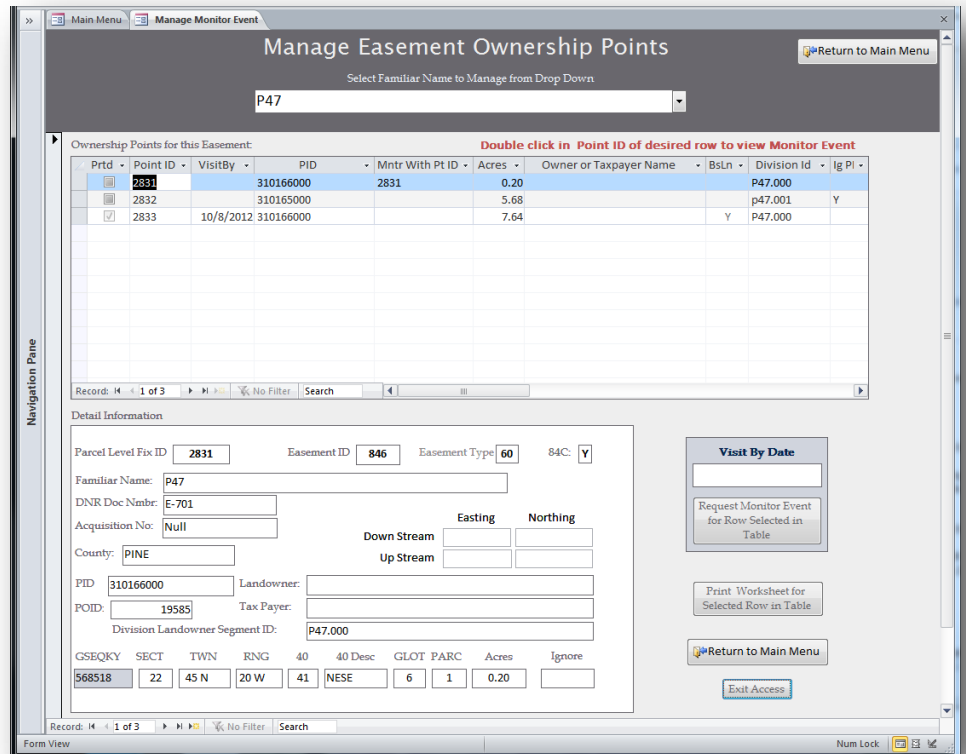 » Main Menu Manage Monitor Event ×
Manage Easement Ownership Points
Return to Main Menu
Select Familiar Name to Manage from Drop Down
P47
Ownership Points for this Easement: Double click in Point ID of desired row to view Monitor Event
Prtd Point ID VisitBy PID Mntr With Pt ID Acres Owner or Taxpayer Name BsLn Division Id Ig Pl
2831 310166000 2831 0.20 P47.000
2832 310165000 5.68 p47.001 Y
2833 10/8/2012 310166000 7.64 Y P47.000
Navigation Pane
Record: 1 of 3 No Filter Search
Detail Information
Parcel Level Fix ID 2831 Easement ID 846 Easement Type 60 84C: Y
Visit By Date
Familiar Name: P47
DNR Doc Nmbr: E-701
Request Monitor Event
for Row Selected in
Table
Acquisition No: Null
Easting Northing
Down Stream
County: PINE
Up Stream
PID 310166000 Landowner:
Print Worksheet for
Selected Row in Table
POID: 19585 Tax Payer:
Division Landowner Segment ID: P47.000
Return to Main Menu
GSEQKY SECT TWN RNG 40 40 Desc GLOT PARC Acres Ignore
568518 22 45 N 20 W 41 NESE 6 1 0.20
Exit Access
Record: 1 of 3 No Filter Search
Form View Num Lock